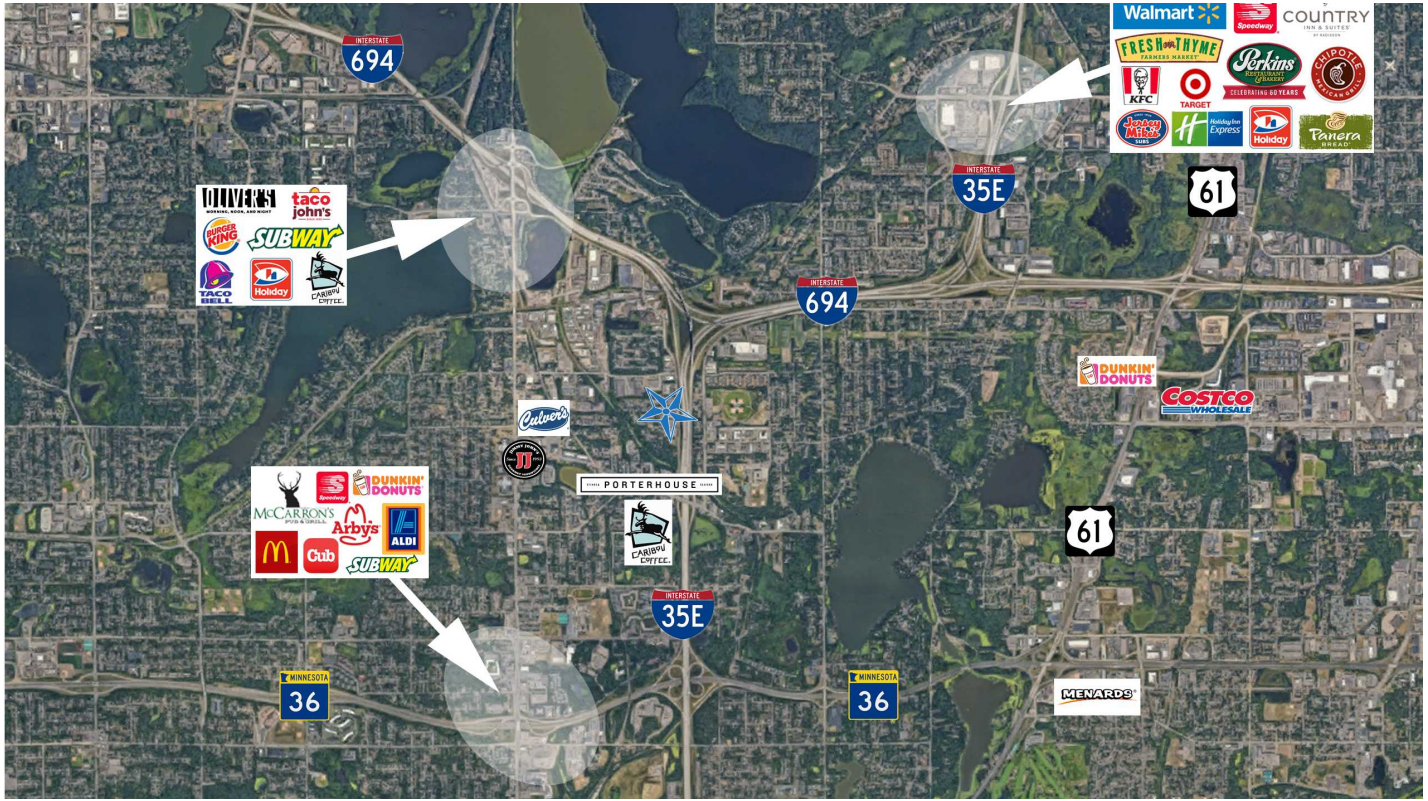 Walmart
Speedway
COUNTRY
INN & SUITES
BY RADISSON
FRESH THYME
FARMERS MARKET
Perkins
RESTAURANT
& BAKERY
CELEBRATING 60 YEARS
CHIPOTLE
MEXICAN GRILL
KFC
TARGET
Jersey
Mike's
SUBS
H
Holiday Inn
Express
Holiday
Panera
BREAD
INTERSTATE
694
INTERSTATE
35E
61
OLIVER'S
MORNING, NOON, AND NIGHT
taco
john's
BURGER
KING
SUBWAY
TACO
BELL
Holiday
CARIBOU
COFFEE.
INTERSTATE
694
DUNKIN'
DONUTS
COSTCO
WHOLESALE
Culver's
JIMMY JOHN'S
JJ
PORTERHOUSE
CARIBOU
COFFEE.
McCARRON'S
PUB & GRILL
Speedway
DUNKIN'
DONUTS
Arby's
ALDI
M
Cub
SUBWAY
61
INTERSTATE
35E
MINNESOTA
36
MINNESOTA
36
MENARDS